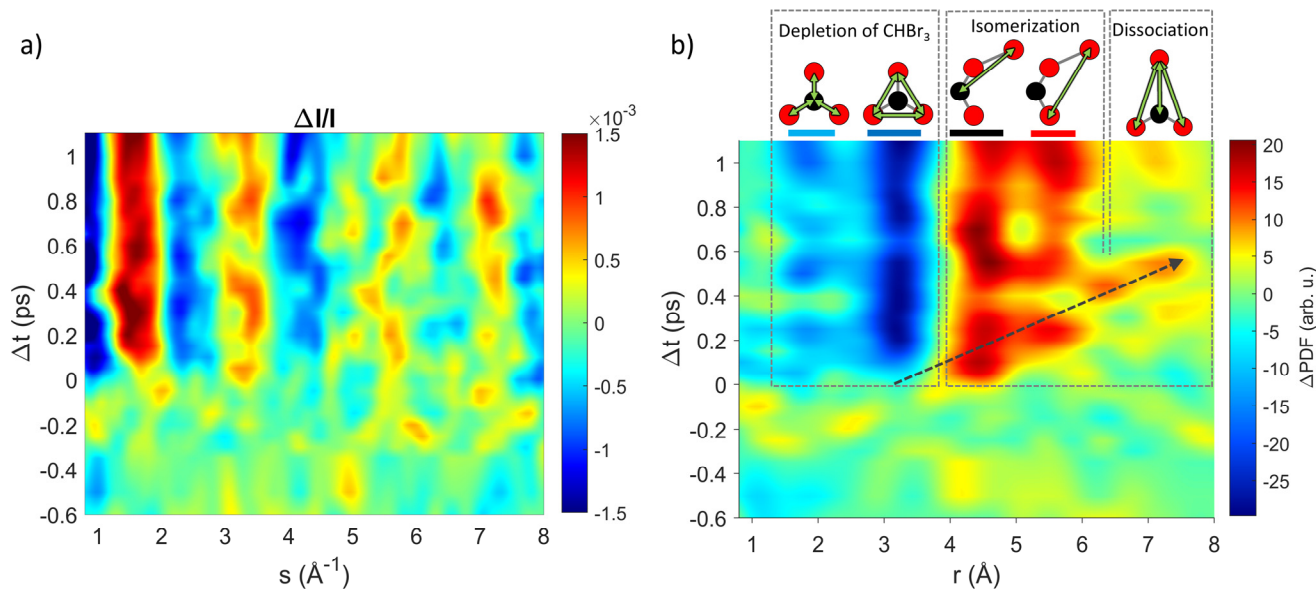 a)
ΔI/I
×10⁻³
1.5
1
0.5
0
-0.5
-1
-1.5
1
0.8
0.6
0.4
0.2
0
-0.2
-0.4
-0.6
Δt (ps)
1 2 3 4 5 6 7 8
s (Å⁻¹)
b)
Depletion of CHBr₃
Isomerization
Dissociation
20
15
10
5
0
-5
-10
-15
-20
-25
ΔPDF (arb. u.)
1
0.8
0.6
0.4
0.2
0
-0.2
-0.4
-0.6
Δt (ps)
1 2 3 4 5 6 7 8
r (Å)